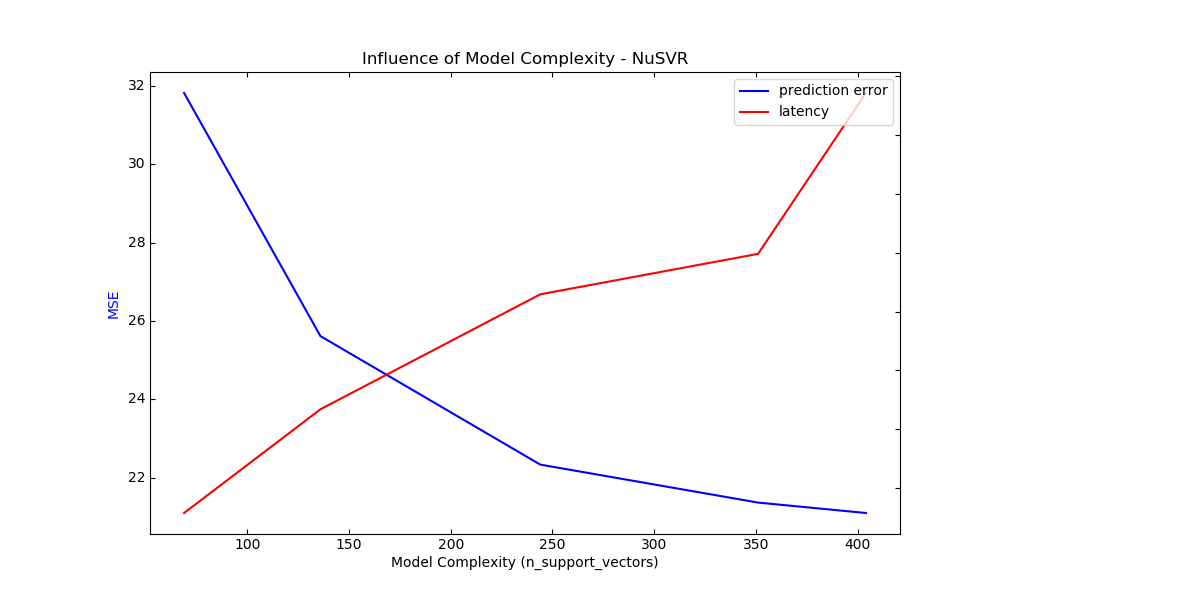 Influence of Model Complexity - NuSVR
prediction error
latency
32
30
28
26
24
22
MSE
100
150
200
250
300
350
400
Model Complexity (n_support_vectors)